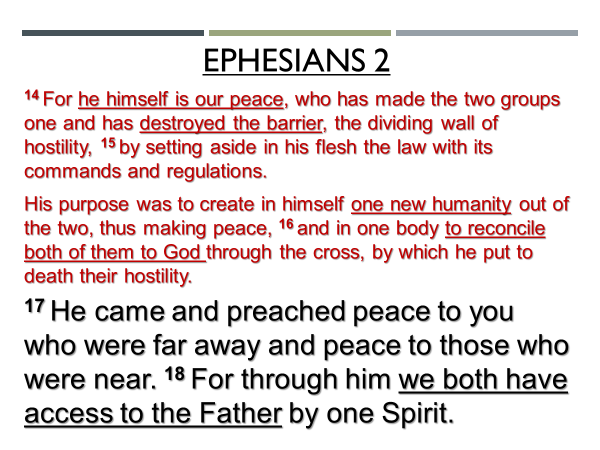 EPHESIANS 2
14 For he himself is our peace, who has made the two groups
one and has destroyed the barrier, the dividing wall of
hostility, 15 by setting aside in his flesh the law with its
commands and regulations.
His purpose was to create in himself one new humanity out of
the two, thus making peace, 16 and in one body to reconcile
both of them to God through the cross, by which he put to
death their hostility.
17 He came and preached peace to you
who were far away and peace to those who
were near. 18 For through him we both have
access to the Father by one Spirit.